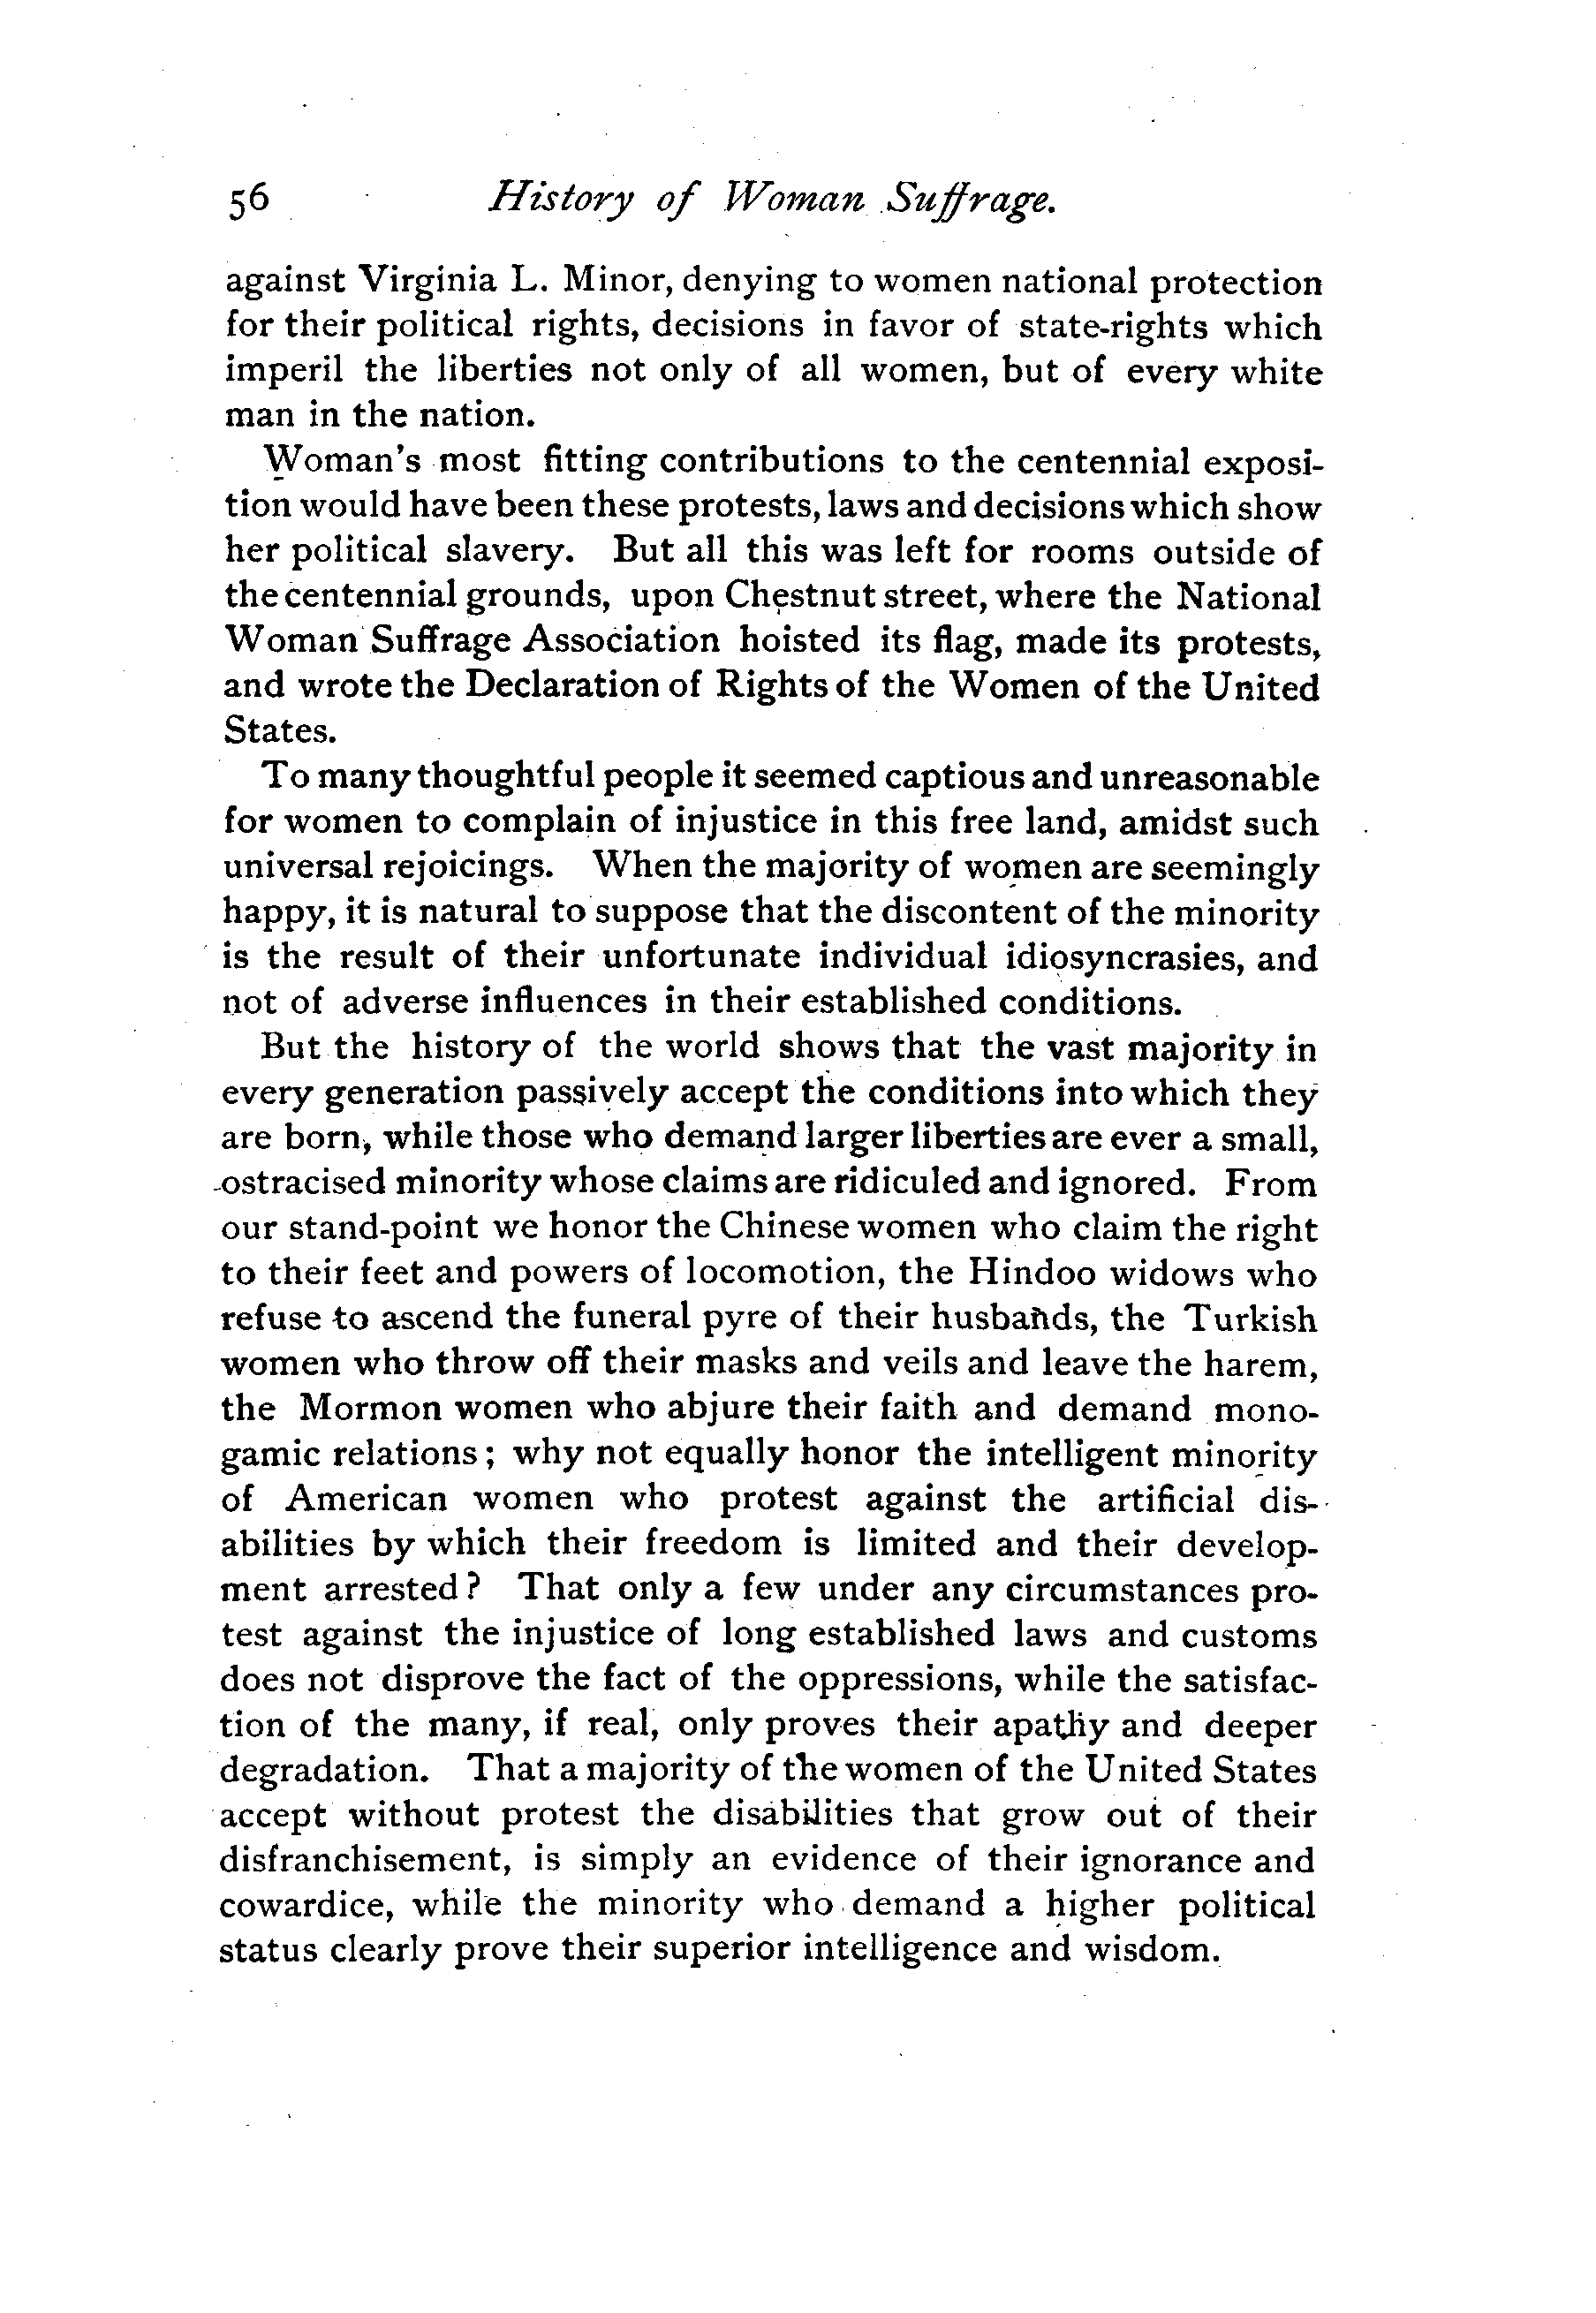 56 History of Woman Suffrage.
against Virginia L. Minor, denying to women national protection
for their political rights, decisions in favor of state-rights which
imperil the liberties not only of all women, but of every white
man in the nation.
Woman's most fitting contributions to the centennial exposi-
tion would have been these protests, laws and decisions which show
her political slavery. But all this was left for rooms outside of
the centennial grounds, upon Chestnut street, where the National
Woman Suffrage Association hoisted its flag, made its protests,
and wrote the Declaration of Rights of the Women of the United
States.
To many thoughtful people it seemed captious and unreasonable
for women to complain of injustice in this free land, amidst such
universal rejoicings. When the majority of women are seemingly
happy, it is natural to suppose that the discontent of the minority
is the result of their unfortunate individual idiosyncrasies, and
not of adverse influences in their established conditions.
But the history of the world shows that the vast majority in
every generation passively accept the conditions into which they
are born, while those who demand larger liberties are ever a small,
ostracised minority whose claims are ridiculed and ignored. From
our stand-point we honor the Chinese women who claim the right
to their feet and powers of locomotion, the Hindoo widows who
refuse to ascend the funeral pyre of their husbands, the Turkish
women who throw off their masks and veils and leave the harem,
the Mormon women who abjure their faith and demand mono-
gamic relations; why not equally honor the intelligent minority
of American women who protest against the artificial dis-
abilities by which their freedom is limited and their develop-
ment arrested? That only a few under any circumstances pro-
test against the injustice of long established laws and customs
does not disprove the fact of the oppressions, while the satisfac-
tion of the many, if real, only proves their apathy and deeper
degradation. That a majority of the women of the United States
accept without protest the disabilities that grow out of their
disfranchisement, is simply an evidence of their ignorance and
cowardice, while the minority who demand a higher political
status clearly prove their superior intelligence and wisdom.